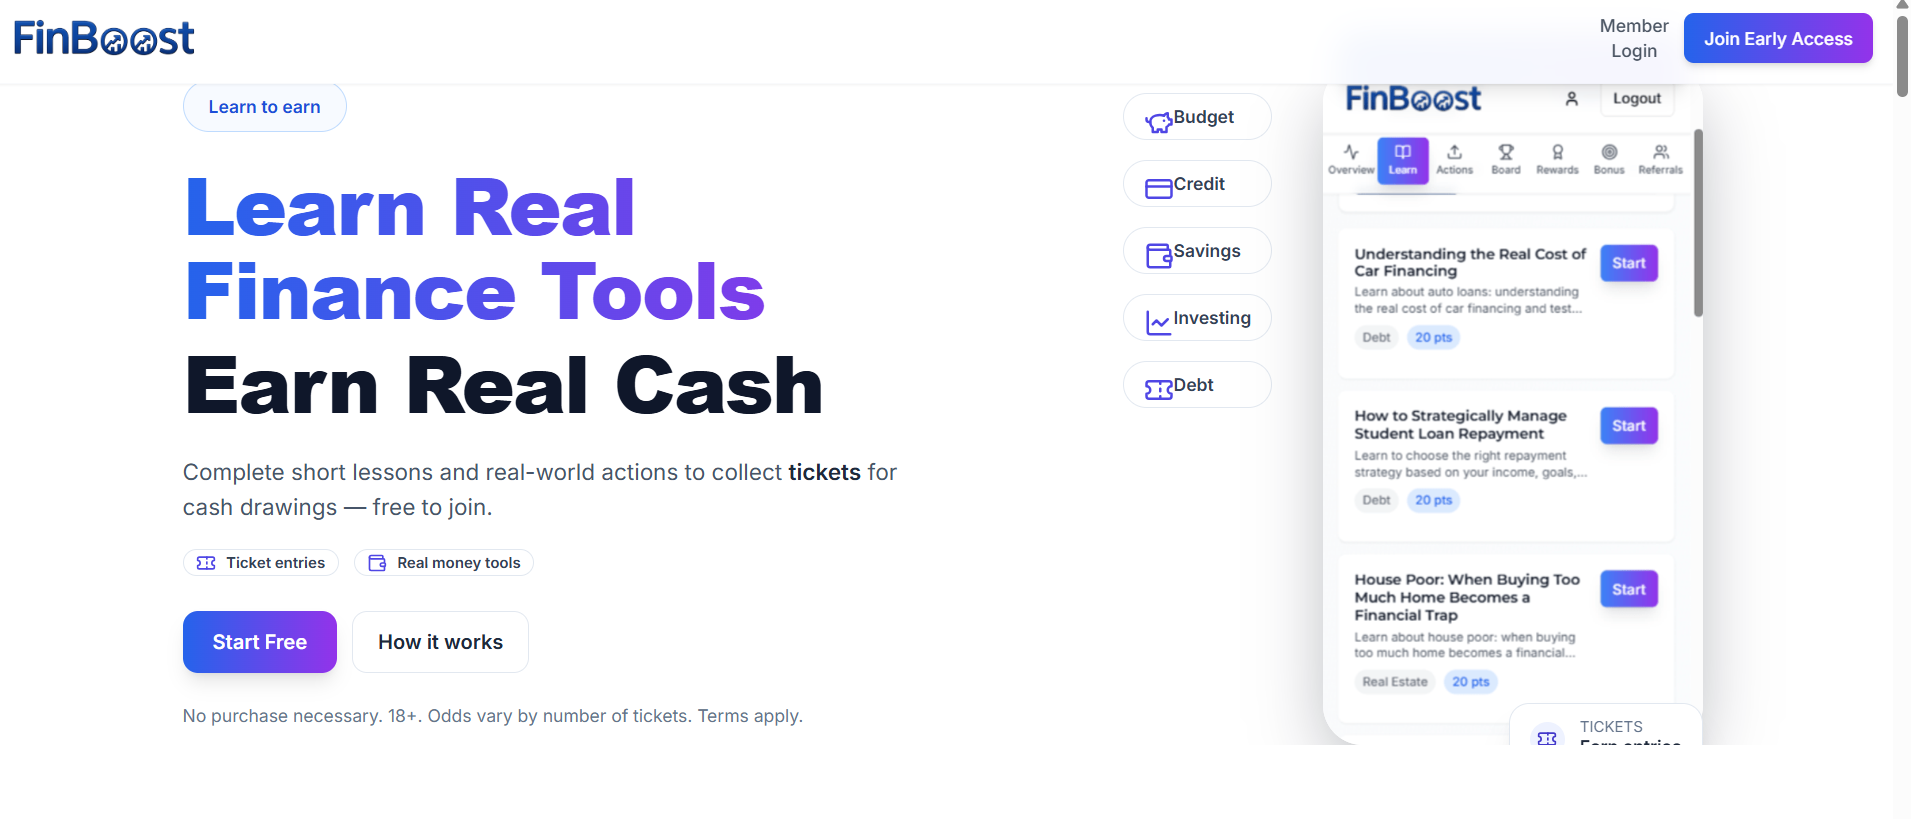 FinBoost
Member
Login
Join Early Access
Learn to earn
Learn Real
Finance Tools
Earn Real Cash
Complete short lessons and real-world actions to collect tickets for
cash drawings — free to join.
Ticket entries
Real money tools
Start Free
How it works
No purchase necessary. 18+. Odds vary by number of tickets. Terms apply.
Budget
Credit
Savings
Investing
Debt
FinBoost
Logout
Overview
Learn
Actions
Board
Rewards
Bonus
Referrals
Understanding the Real Cost of
Car Financing
Start
Learn about auto loans: understanding
the real cost of car financing and test...
Debt
20 pts
How to Strategically Manage
Student Loan Repayment
Start
Learn to choose the right repayment
strategy based on your income, goals,...
Debt
20 pts
House Poor: When Buying Too
Much Home Becomes a
Financial Trap
Start
Learn about house poor: when buying
too much home becomes a financial...
Real Estate
20 pts
TICKETS
Earn entries